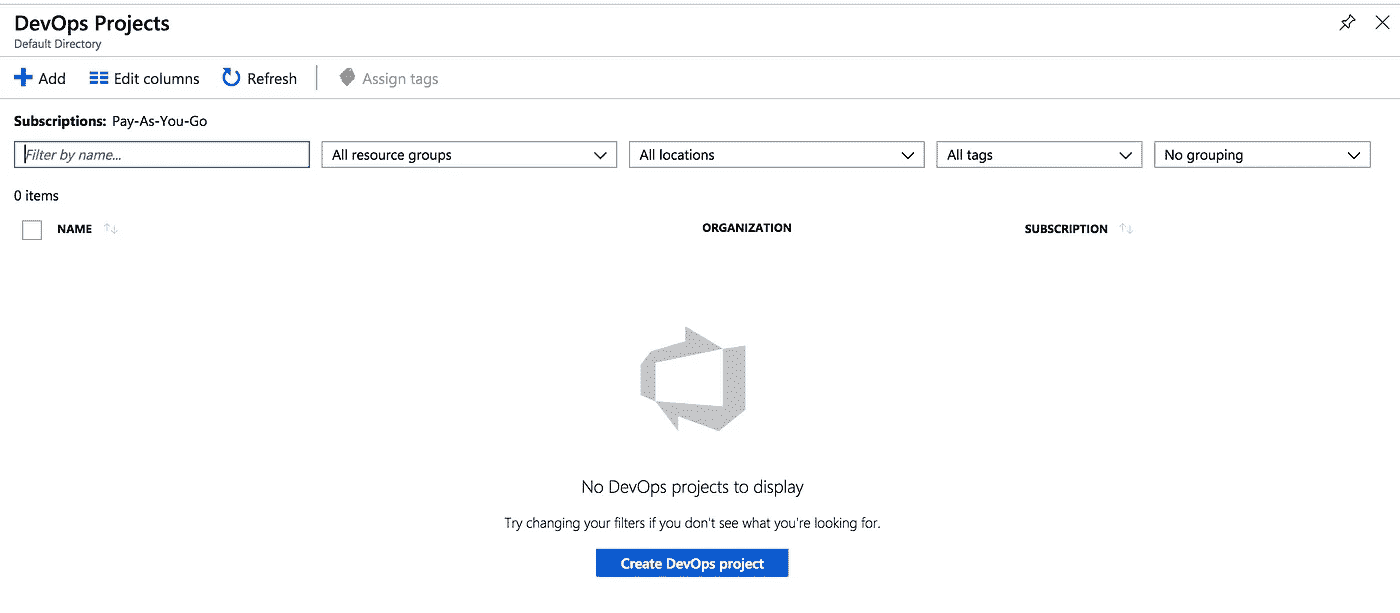 DevOps Projects
Default Directory
Add Edit columns Refresh Assign tags
Subscriptions: Pay-As-You-Go
Filter by name... All resource groups All locations All tags No grouping
0 items
NAME ORGANIZATION SUBSCRIPTION
No DevOps projects to display
Try changing your filters if you don't see what you're looking for.
Create DevOps project